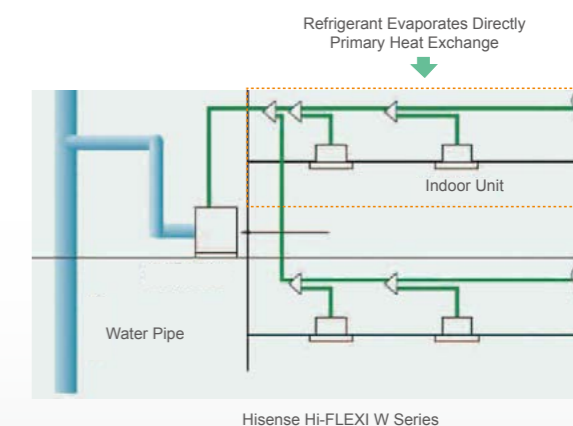 Refrigerant Evaporates Directly
Primary Heat Exchange
Indoor Unit
Water Pipe
Hisense Hi-FLEXI W Series